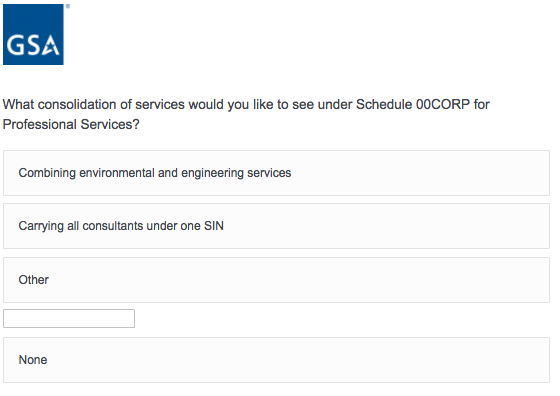 GSA
What consolidation of services would you like to see under Schedule 00CORP for
Professional Services?
Combining environmental and engineering services
Carrying all consultants under one SIN
Other
None